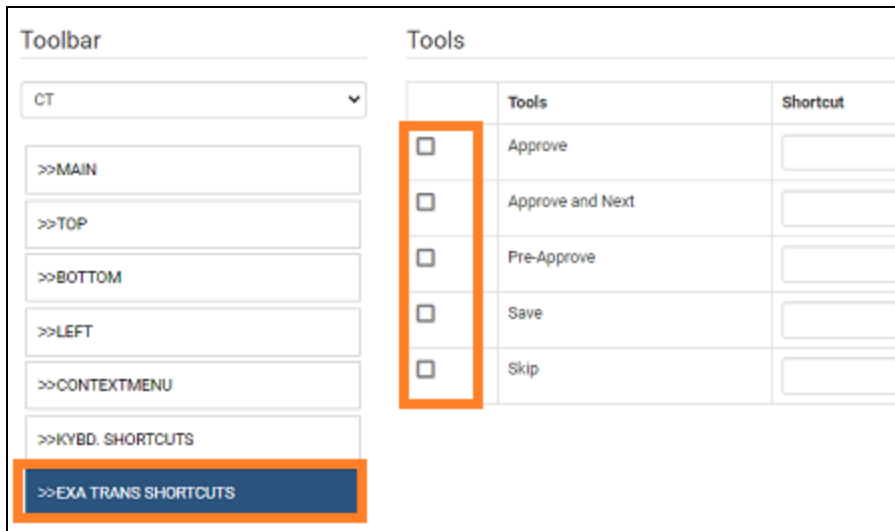 Toolbar
Tools
CT
Tools Shortcut
>>MAIN
>>TOP
>>BOTTOM
>>LEFT
>>CONTEXTMENU
>>KYBD. SHORTCUTS
>>EXA TRANS SHORTCUTS
Approve
Approve and Next
Pre-Approve
Save
Skip